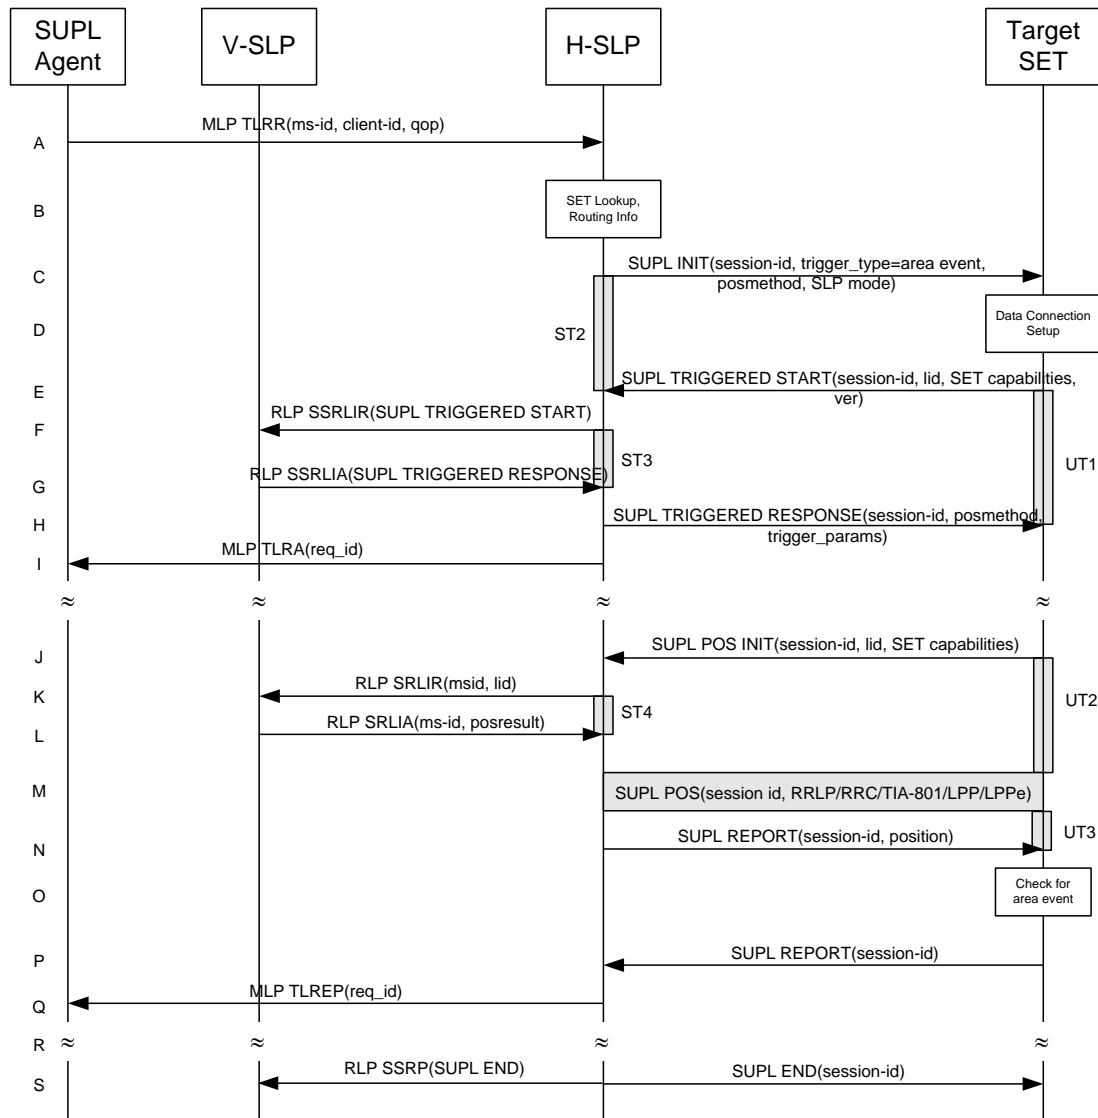 SUPL
Agent
V-SLP
H-SLP
Target
SET
A
MLP TLRR(ms-id, client-id, qop)
B
SET Lookup,
Routing Info
C
SUPL INIT(session-id, trigger_type=area event,
posmethod, SLP mode)
D
ST2
Data Connection
Setup
E
SUPL TRIGGERED START(session-id, lid, SET capabilities,
ver)
F
RLP SSRLIR(SUPL TRIGGERED START)
ST3
UT1
G
RLP SSRLIA(SUPL TRIGGERED RESPONSE)
H
SUPL TRIGGERED RESPONSE(session-id, posmethod,
trigger_params)
I
MLP TLRA(req_id)
≈ ≈ ≈ ≈
J
SUPL POS INIT(session-id, lid, SET capabilities)
K
RLP SRLIR(msid, lid)
ST4
UT2
L
RLP SRLIA(ms-id, posresult)
M
SUPL POS(session id, RRLP/RRC/TIA-801/LPP/LPPe)
N
SUPL REPORT(session-id, position)
UT3
O
Check for
area event
P
SUPL REPORT(session-id)
Q
MLP TLREP(req_id)
R
≈ ≈ ≈ ≈
S
RLP SSRP(SUPL END)
SUPL END(session-id)